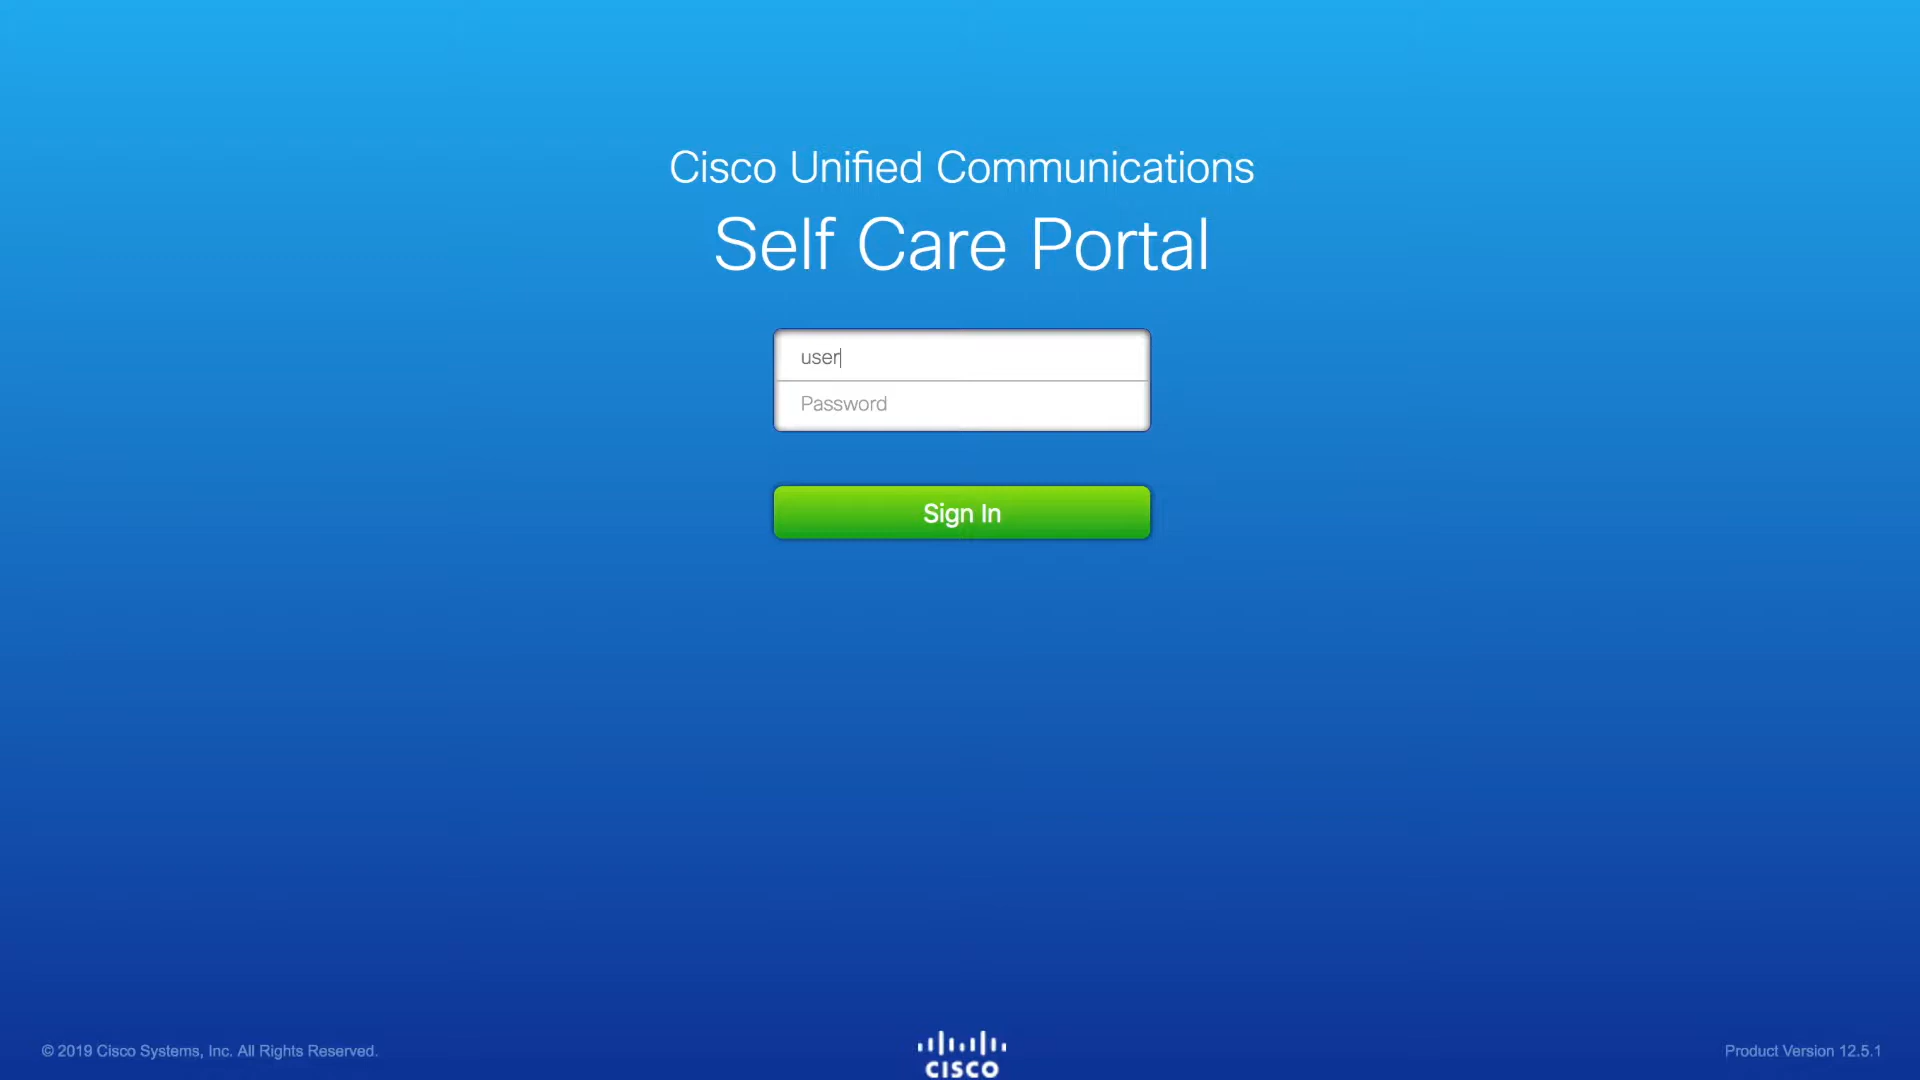 Cisco Unified Communications
Self Care Portal
user
Password
Sign In
© 2019 Cisco Systems, Inc. All Rights Reserved.
CISCO
Product Version 12.5.1